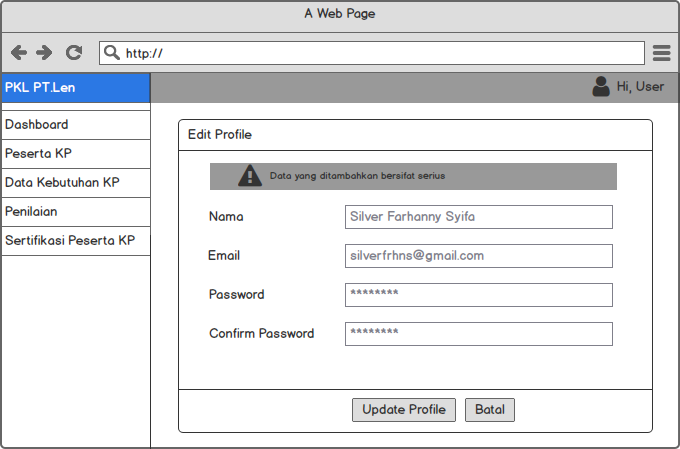 A Web Page
http://
PKL PT.Len
Hi, User
Dashboard
Peserta KP
Data Kebutuhan KP
Penilaian
Sertifikasi Peserta KP
Edit Profile
Data yang ditambahkan bersifat serius
Nama
Silver Farhanny Syifa
Email
silverfrhns@gmail.com
Password
********
Confirm Password
********
Update Profile
Batal